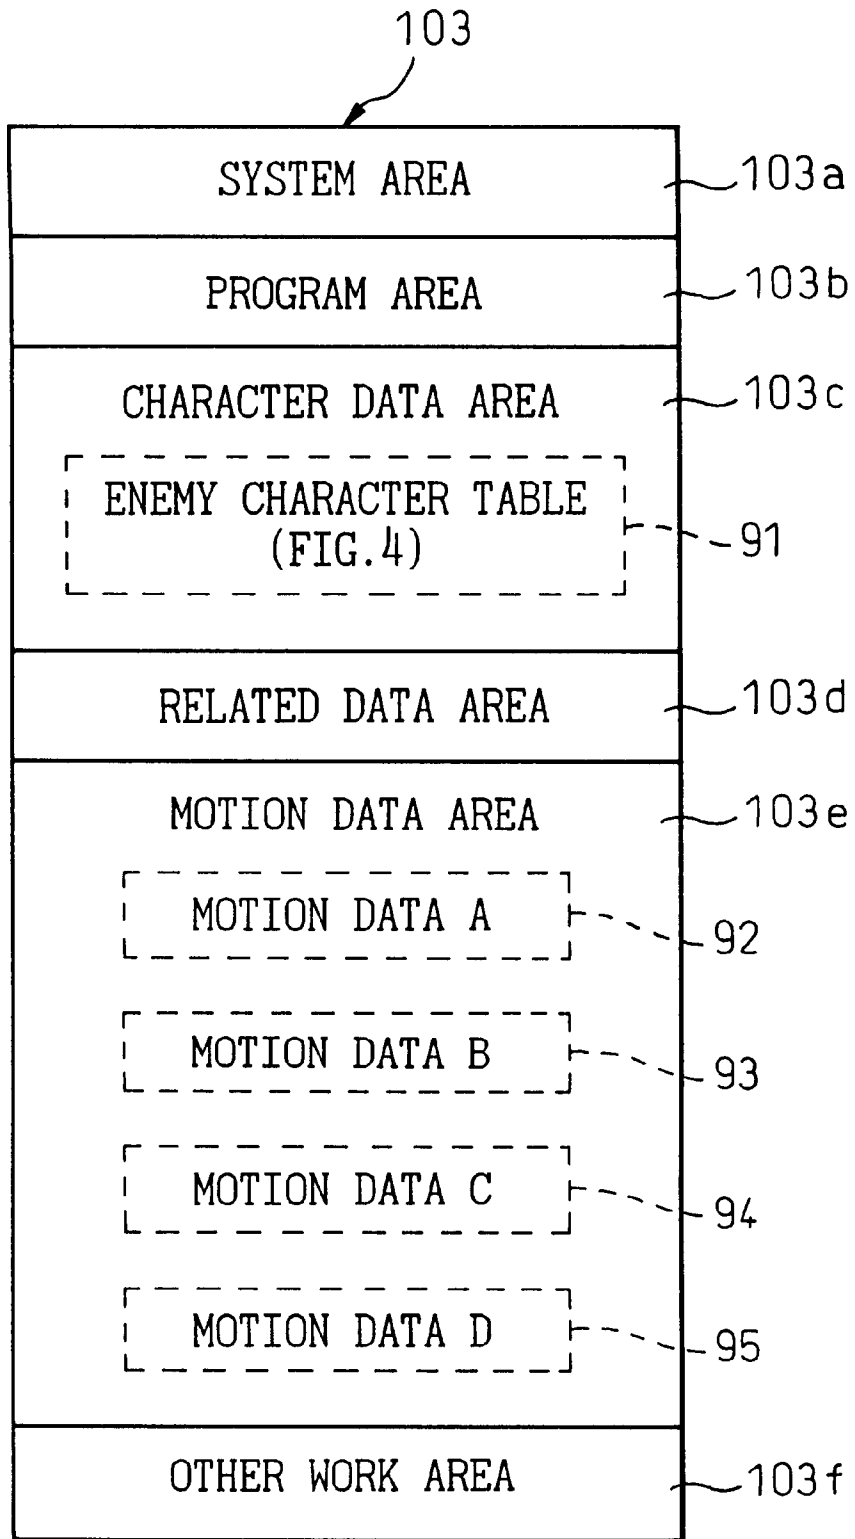 103
SYSTEM AREA 103a
PROGRAM AREA 103b
CHARACTER DATA AREA 103c
ENEMY CHARACTER TABLE
(FIG.4) 91
RELATED DATA AREA 103d
MOTION DATA AREA 103e
MOTION DATA A 92
MOTION DATA B 93
MOTION DATA C 94
MOTION DATA D 95
OTHER WORK AREA 103f